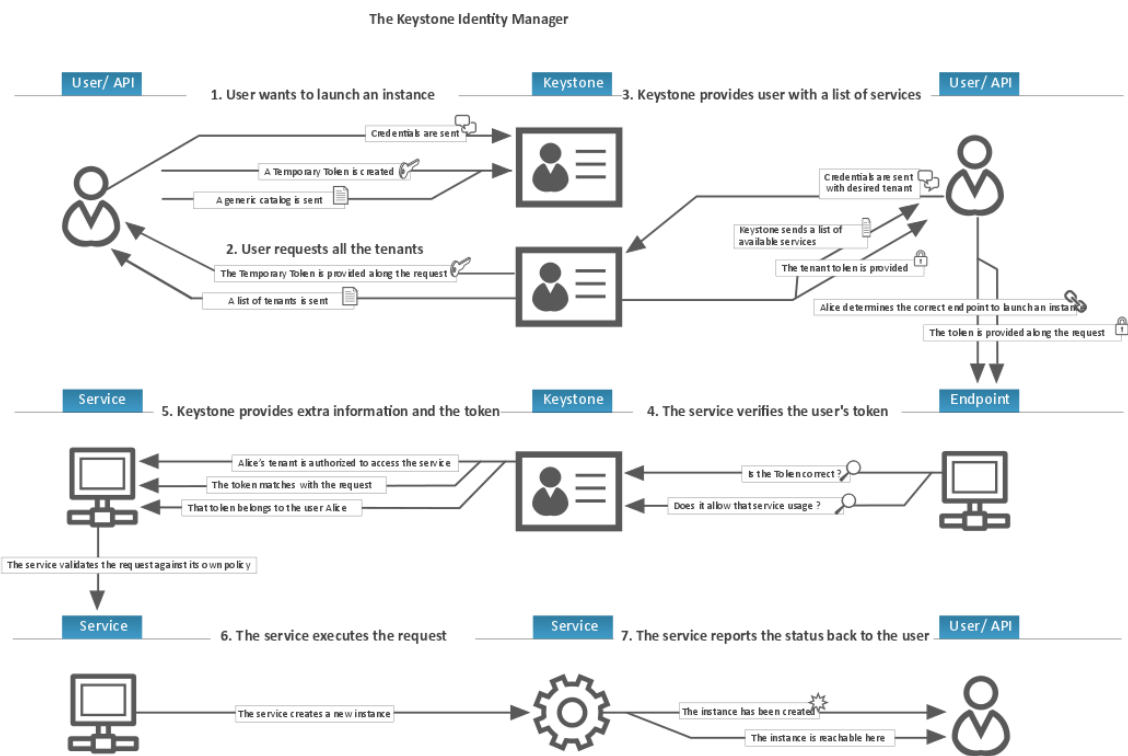 The Keystone Identity Manager
User/ API
1. User wants to launch an instance
Keystone
3. Keystone provides user with a list of services
User/ API
Credentials are sent
A Temporary Token is created
A generic catalog is sent
Credentials are sent
with desired tenant
Keystone sends a list of
available services
2. User requests all the tenants
The Temporary Token is provided along the request
The tenant token is provided
A list of tenants is sent
Alice determines the correct endpoint to launch an instance
The token is provided along the request
Service
5. Keystone provides extra information and the token
Keystone
4. The service verifies the user's token
Endpoint
Alice's tenant is authorized to access the service
The token matches with the request
That token belongs to the user Alice
Is the Token correct ?
Does it allow that service usage ?
The service validates the request against its own policy
Service
6. The service executes the request
Service
7. The service reports the status back to the user
User/ API
The service creates a new instance
The instance has been created
The instance is reachable here